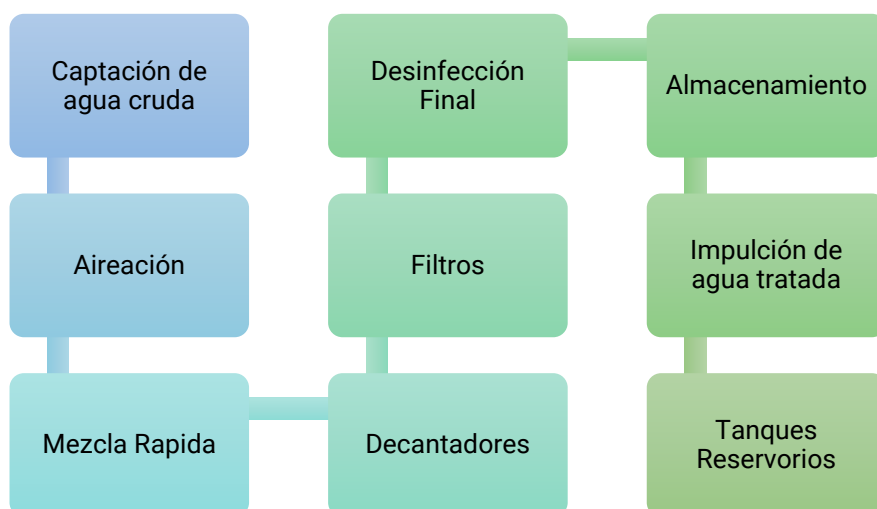 Captación de
agua cruda
Aireación
Mezcla Rapida
Decantadores
Filtros
Desinfección
Final
Almacenamiento
Impulción de
agua tratada
Tanques
Reservorios